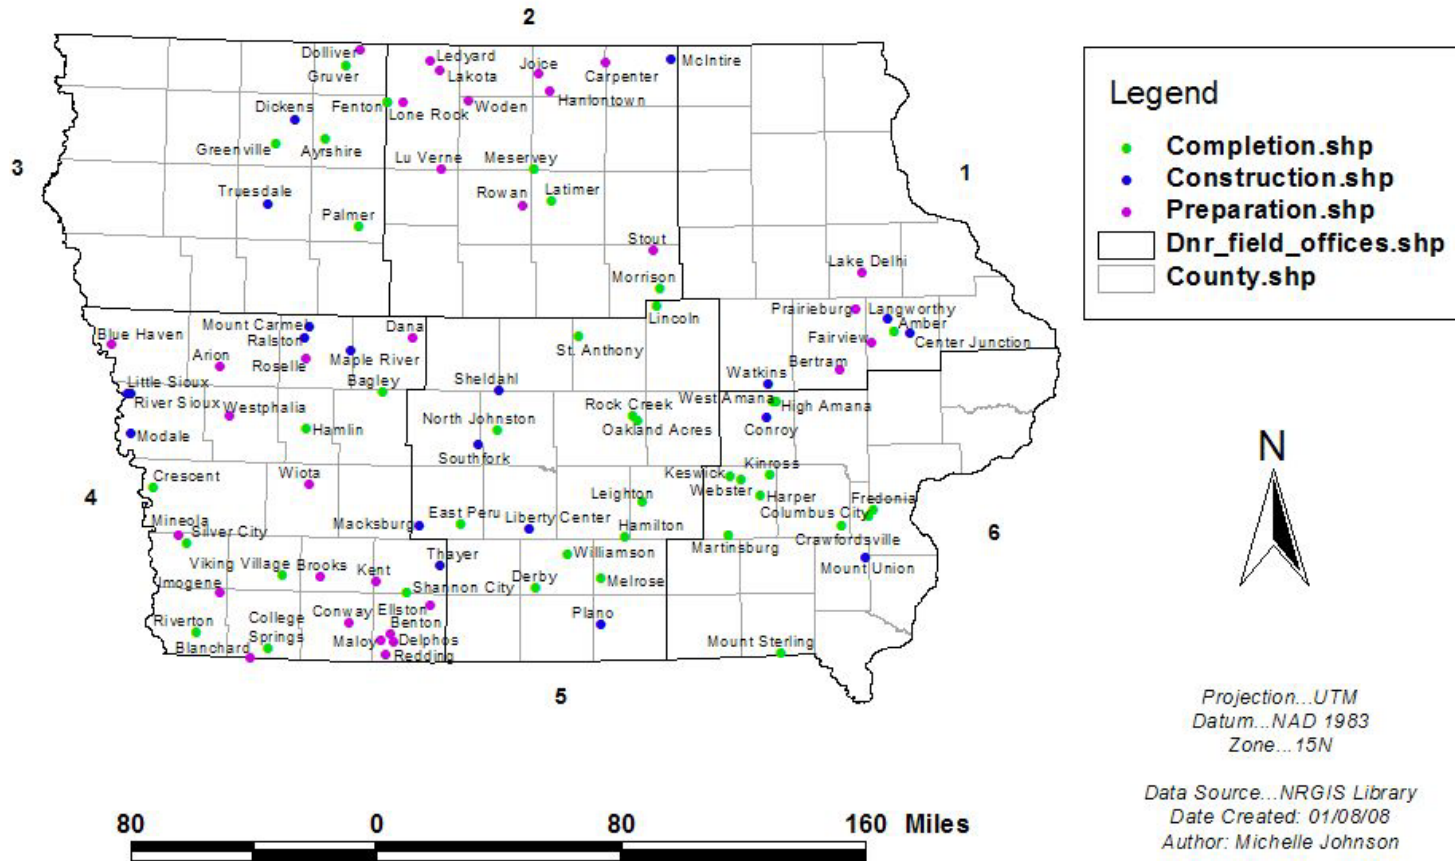 2
Dolliver
Gruver
Ledyard
Lakota
Joice
Carpenter
McIntire
Hanlontown
Dickens
Fenton
Lone Rock
Woden
Greenville
Ayrshire
Lu Verne
Meservey
3
Truesdale
Rowan
Latimer
1
Palmer
Stout
Lake Delhi
Morrison
Lincoln
Prairieburg
Langworthy
Amber
Blue Haven
Mount Carmel
Ralston
Dana
Fairview
Center Junction
Arion
Roselle
Maple River
St. Anthony
Bertram
Little Sioux
Bagley
Sheldahl
Watkins
River Sioux
Westphalia
Rock Creek
West Amana
High Amana
Modale
Hamlin
North Johnston
Oakland Acres
Conroy
Southfork
Crescent
Wiota
Keswick
Kinross
4
Webster
Harper
Leighton
Fredonia
Mineola
Macksburg
East Peru
Liberty Center
Columbus City
Silver City
Hamilton
Martinsburg
Crawfordsville
6
Viking Village
Brooks
Kent
Thayer
Williamson
Mount Union
Imogene
Shannon City
Derby
Melrose
Riverton
College
Springs
Conway
Ellston
Benton
Plano
Blanchard
Maloy
Delphos
Redding
Mount Sterling
5
Legend
Completion.shp
Construction.shp
Preparation.shp
Dnr_field_offices.shp
County.shp
N
Projection...UTM
Datum...NAD 1983
Zone...15N
Data Source...NRGIS Library
Date Created: 01/08/08
Author: Michelle Johnson
80 0 80 160 Miles